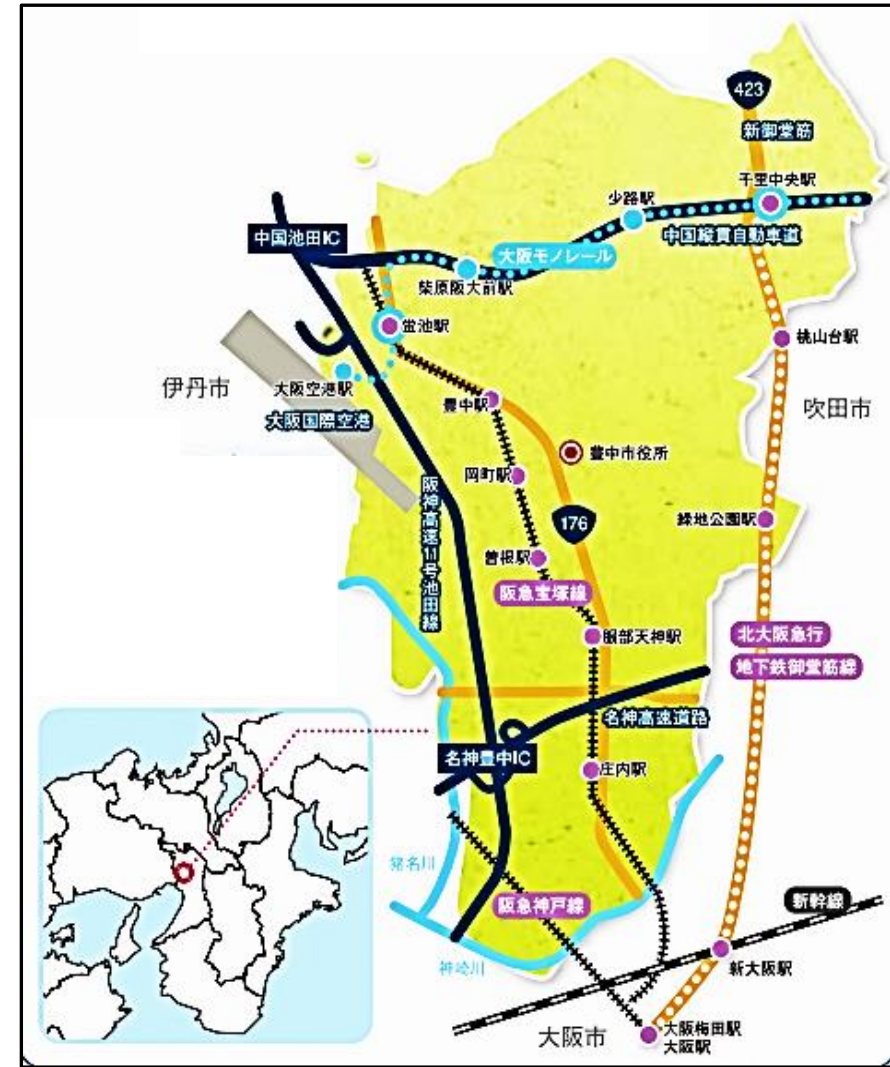 423
新御堂筋
千里中央駅
少路駅
中国縦貫自動車道
中国池田IC
大阪モノレール
柴原阪大前駅
蛍池駅
桃山台駅
伊丹市
大阪空港駅
大阪国際空港
豊中駅
吹田市
豊中市役所
岡町駅
阪神高速11号池田線
176
緑地公園駅
曽根駅
阪急宝塚線
服部天神駅
北大阪急行
地下鉄御堂筋線
名神高速道路
名神豊中IC
庄内駅
猪名川
阪急神戸線
新幹線
神崎川
新大阪駅
大阪市
大阪梅田駅
大阪駅